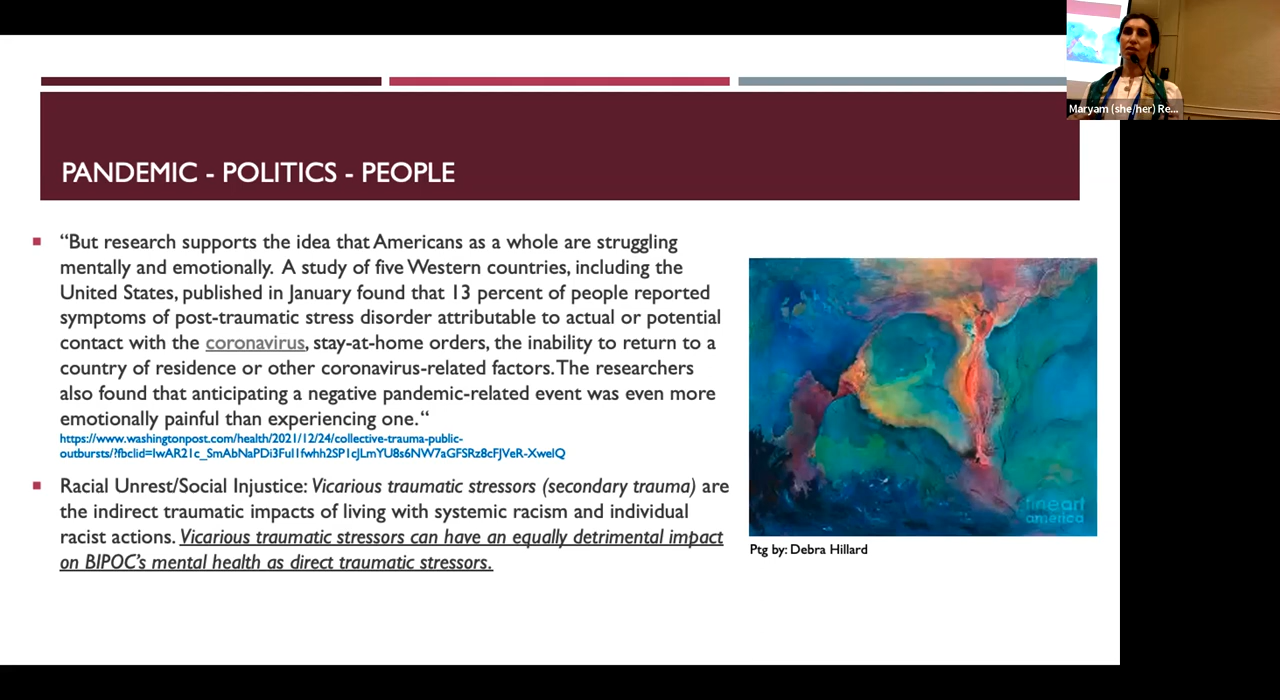 Maryam (she/her) Re...
PANDEMIC - POLITICS - PEOPLE
“But research supports the idea that Americans as a whole are struggling
mentally and emotionally. A study of five Western countries, including the
United States, published in January found that 13 percent of people reported
symptoms of post-traumatic stress disorder attributable to actual or potential
contact with the coronavirus, stay-at-home orders, the inability to return to a
country of residence or other coronavirus-related factors. The researchers
also found that anticipating a negative pandemic-related event was even more
emotionally painful than experiencing one.“
https://www.washingtonpost.com/health/2021/12/24/collective-trauma-public-
Racial Unrest/Social Injustice: Vicarious traumatic stressors (secondary trauma) are
the indirect traumatic impacts of living with systemic racism and individual
racist actions. Vicarious traumatic stressors can have an equally detrimental impact
on BIPOC’s mental health as direct traumatic stressors.
fineart
america
Ptg by: Debra Hillard